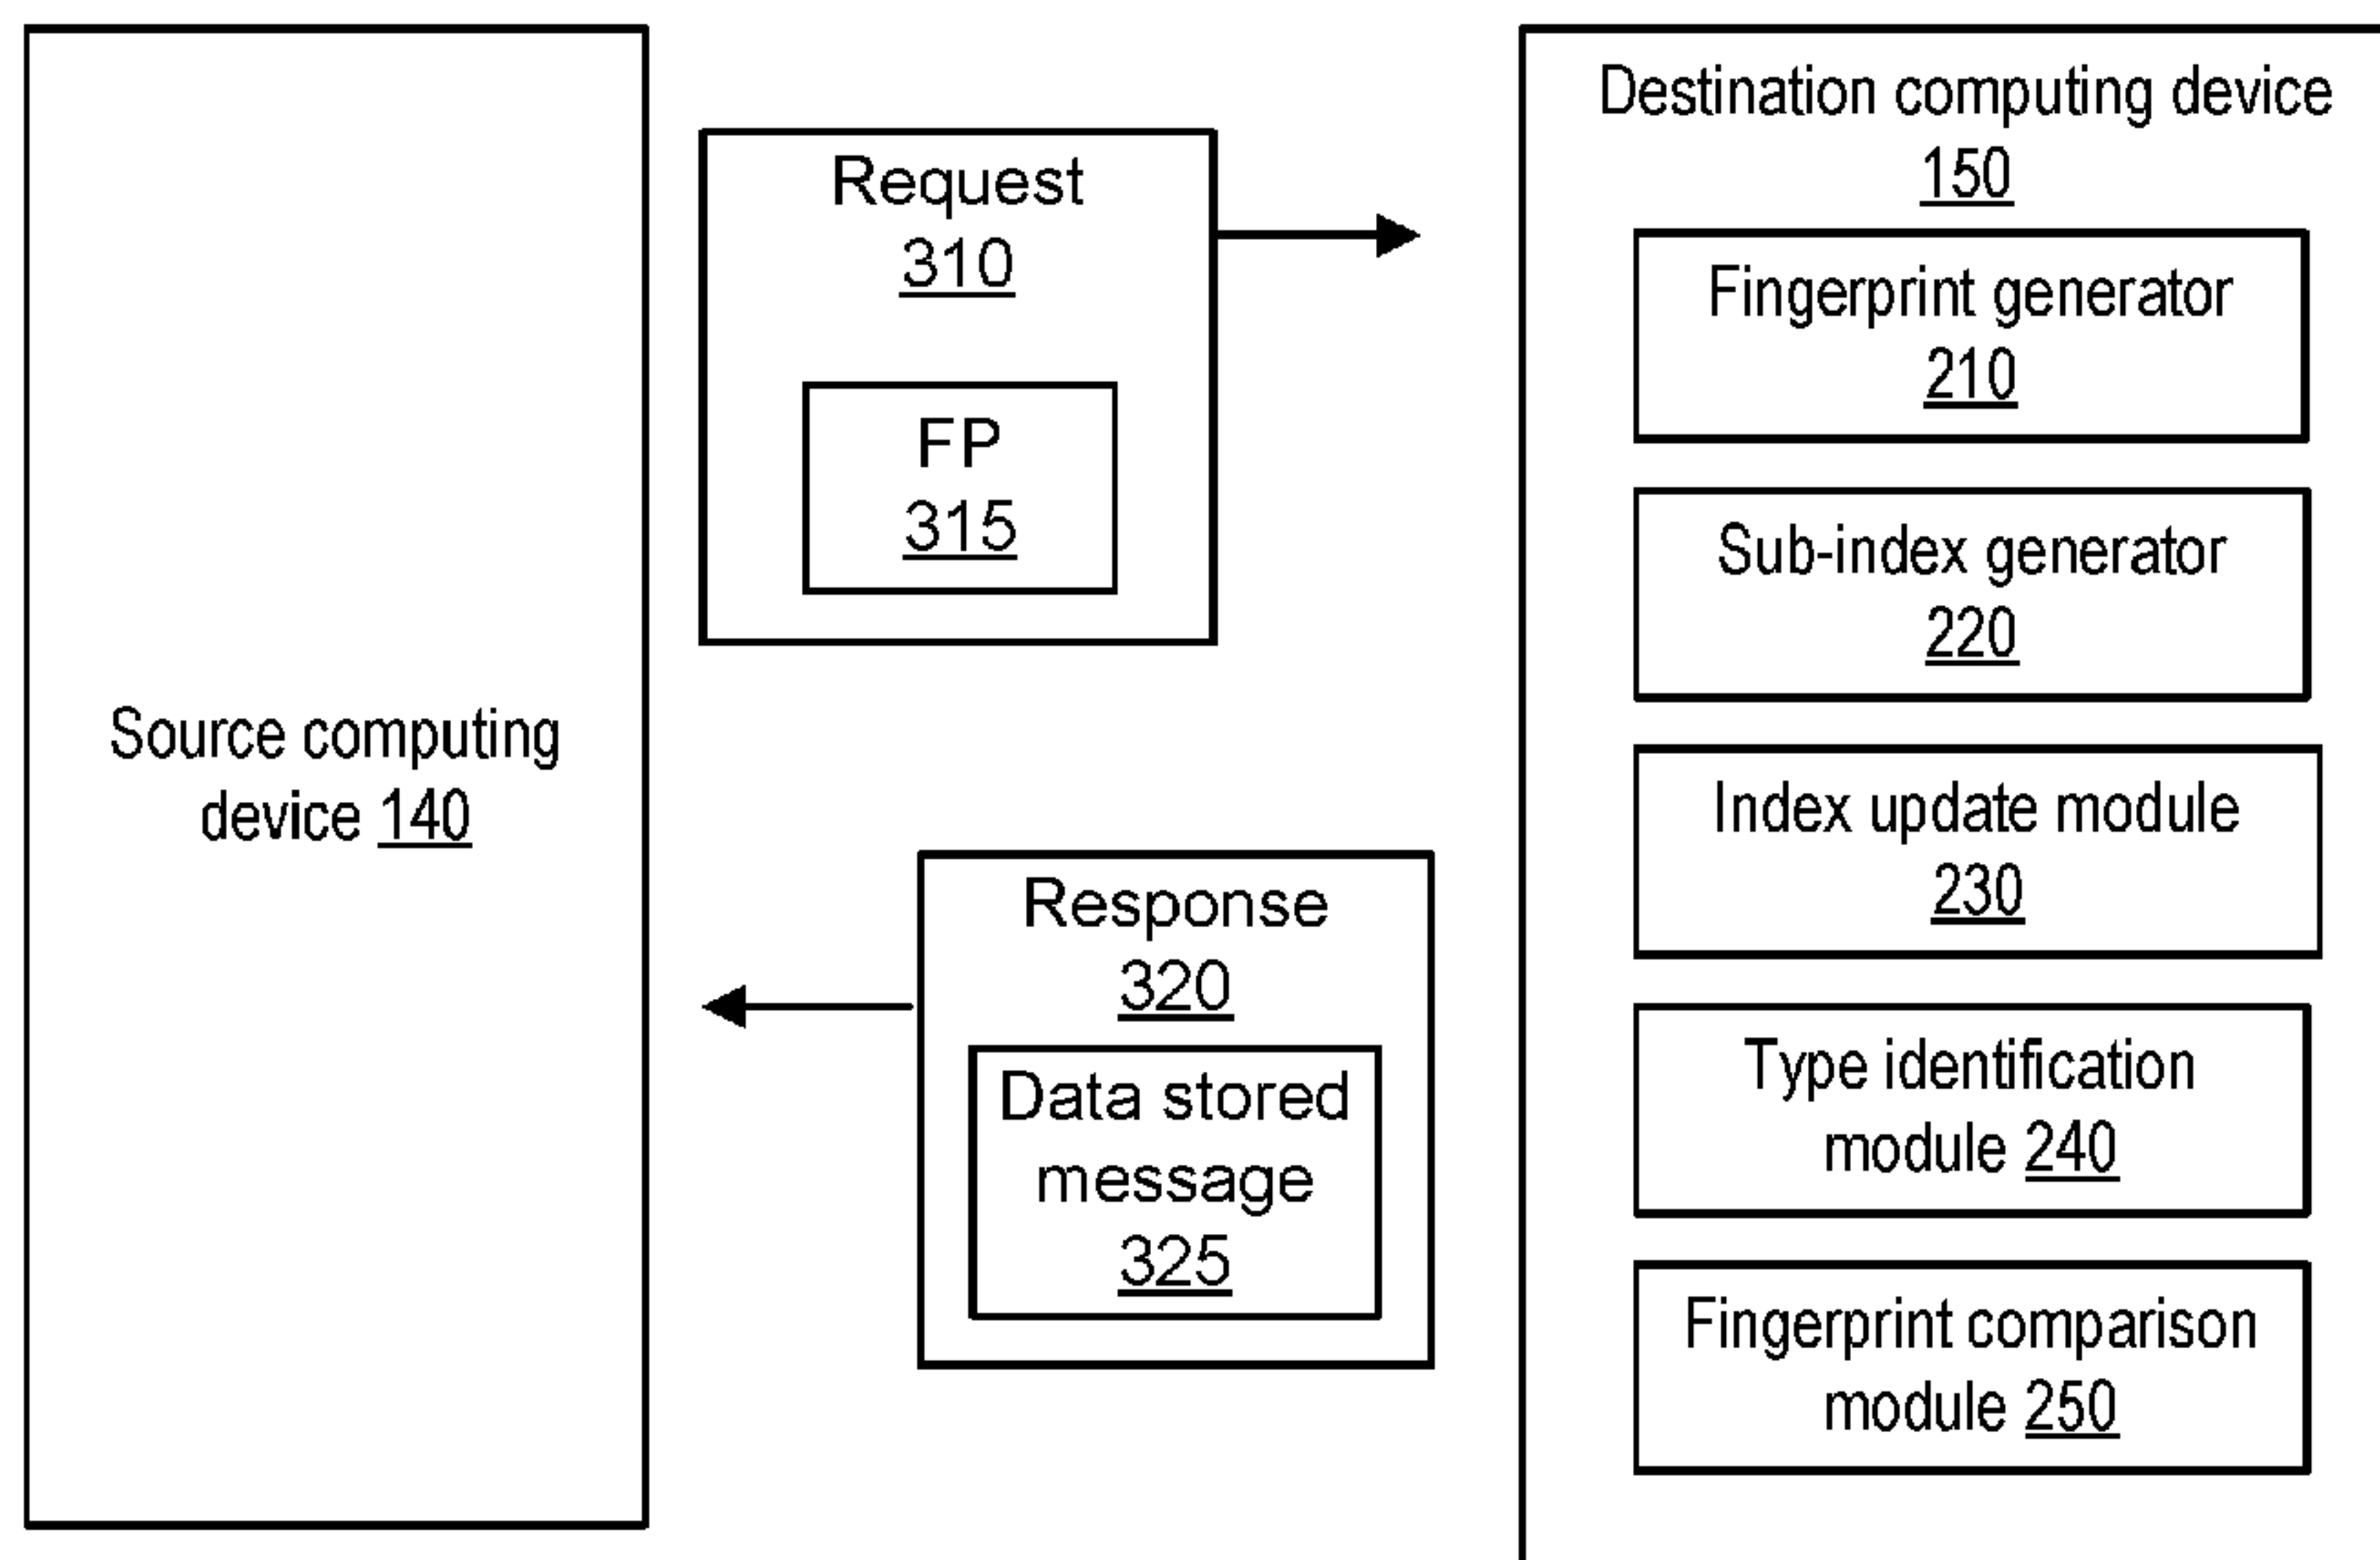 Source computing
device 140
Request
310
FP
315
Response
320
Data stored
message
325
Destination computing device
150
Fingerprint generator
210
Sub-index generator
220
Index update module
230
Type identification
module 240
Fingerprint comparison
module 250